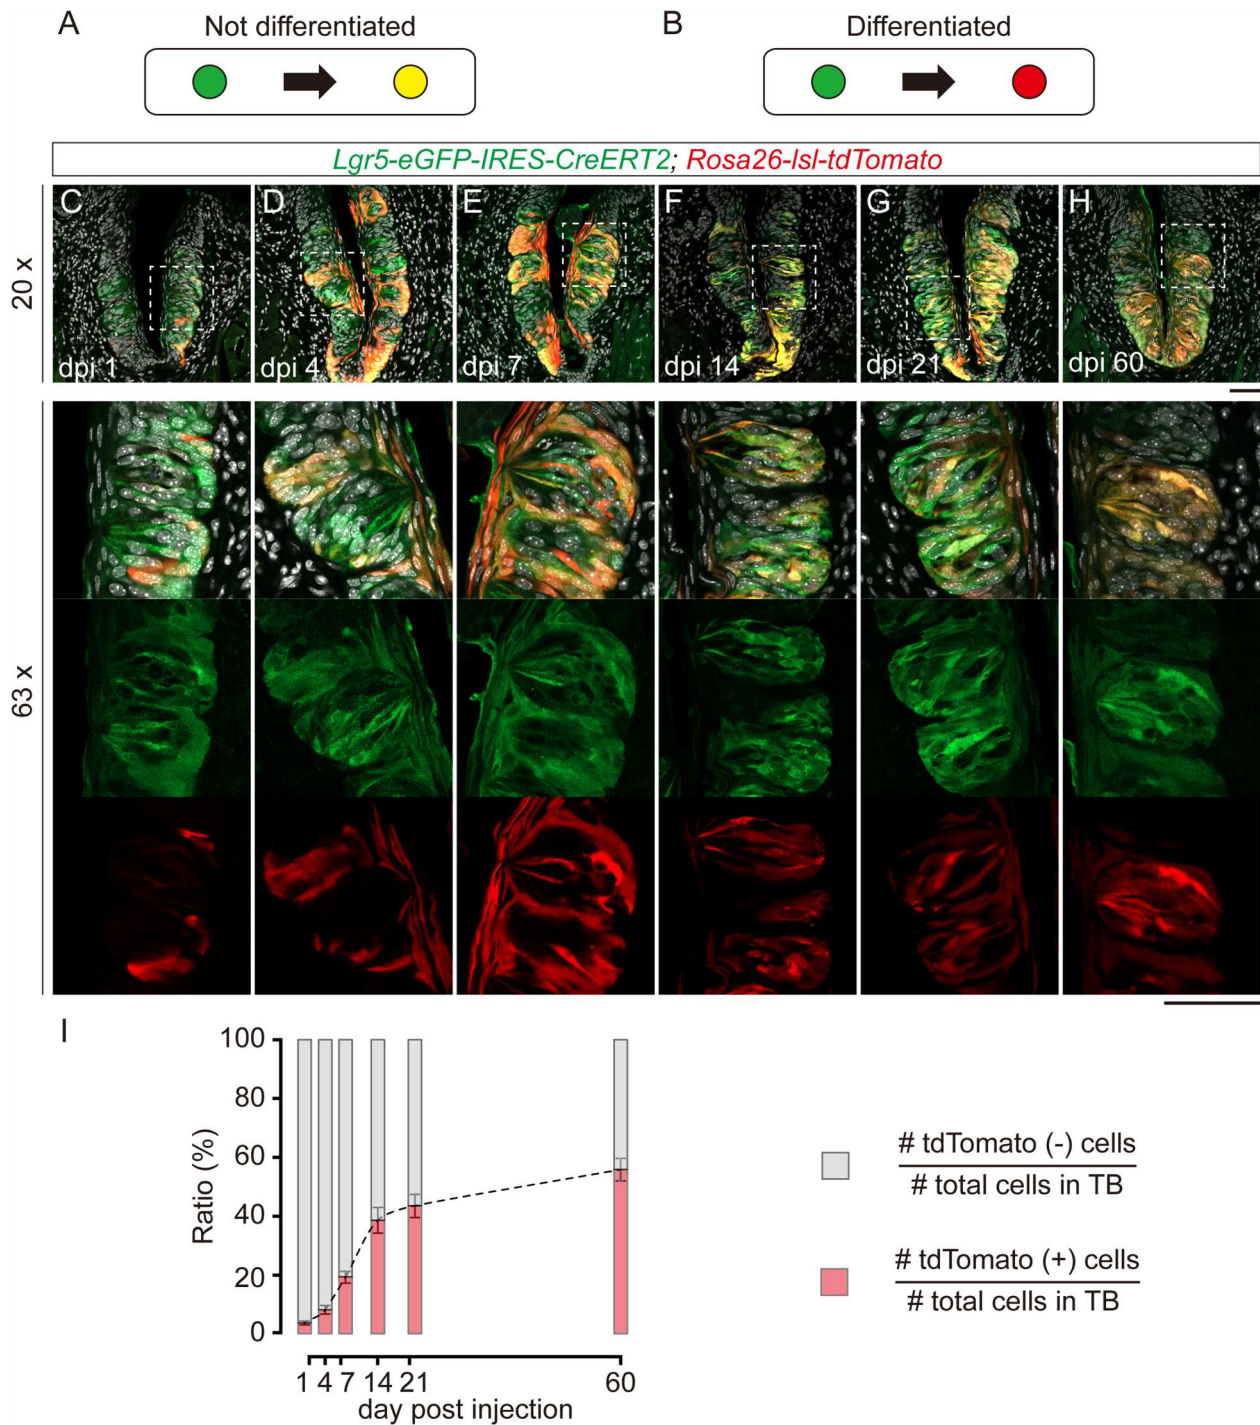 A
Not differentiated
B
Differentiated
Lgr5-eGFP-IRES-CreERT2; Rosa26-lsl-tdTomato
20 x
C
dpi 1
D
dpi 4
E
dpi 7
F
dpi 14
G
dpi 21
H
dpi 60
63 x
I
Ratio (%)
100
80
60
40
20
0
1 4 7 14 21 60
day post injection
# tdTomato (-) cells
# total cells in TB
# tdTomato (+) cells
# total cells in TB